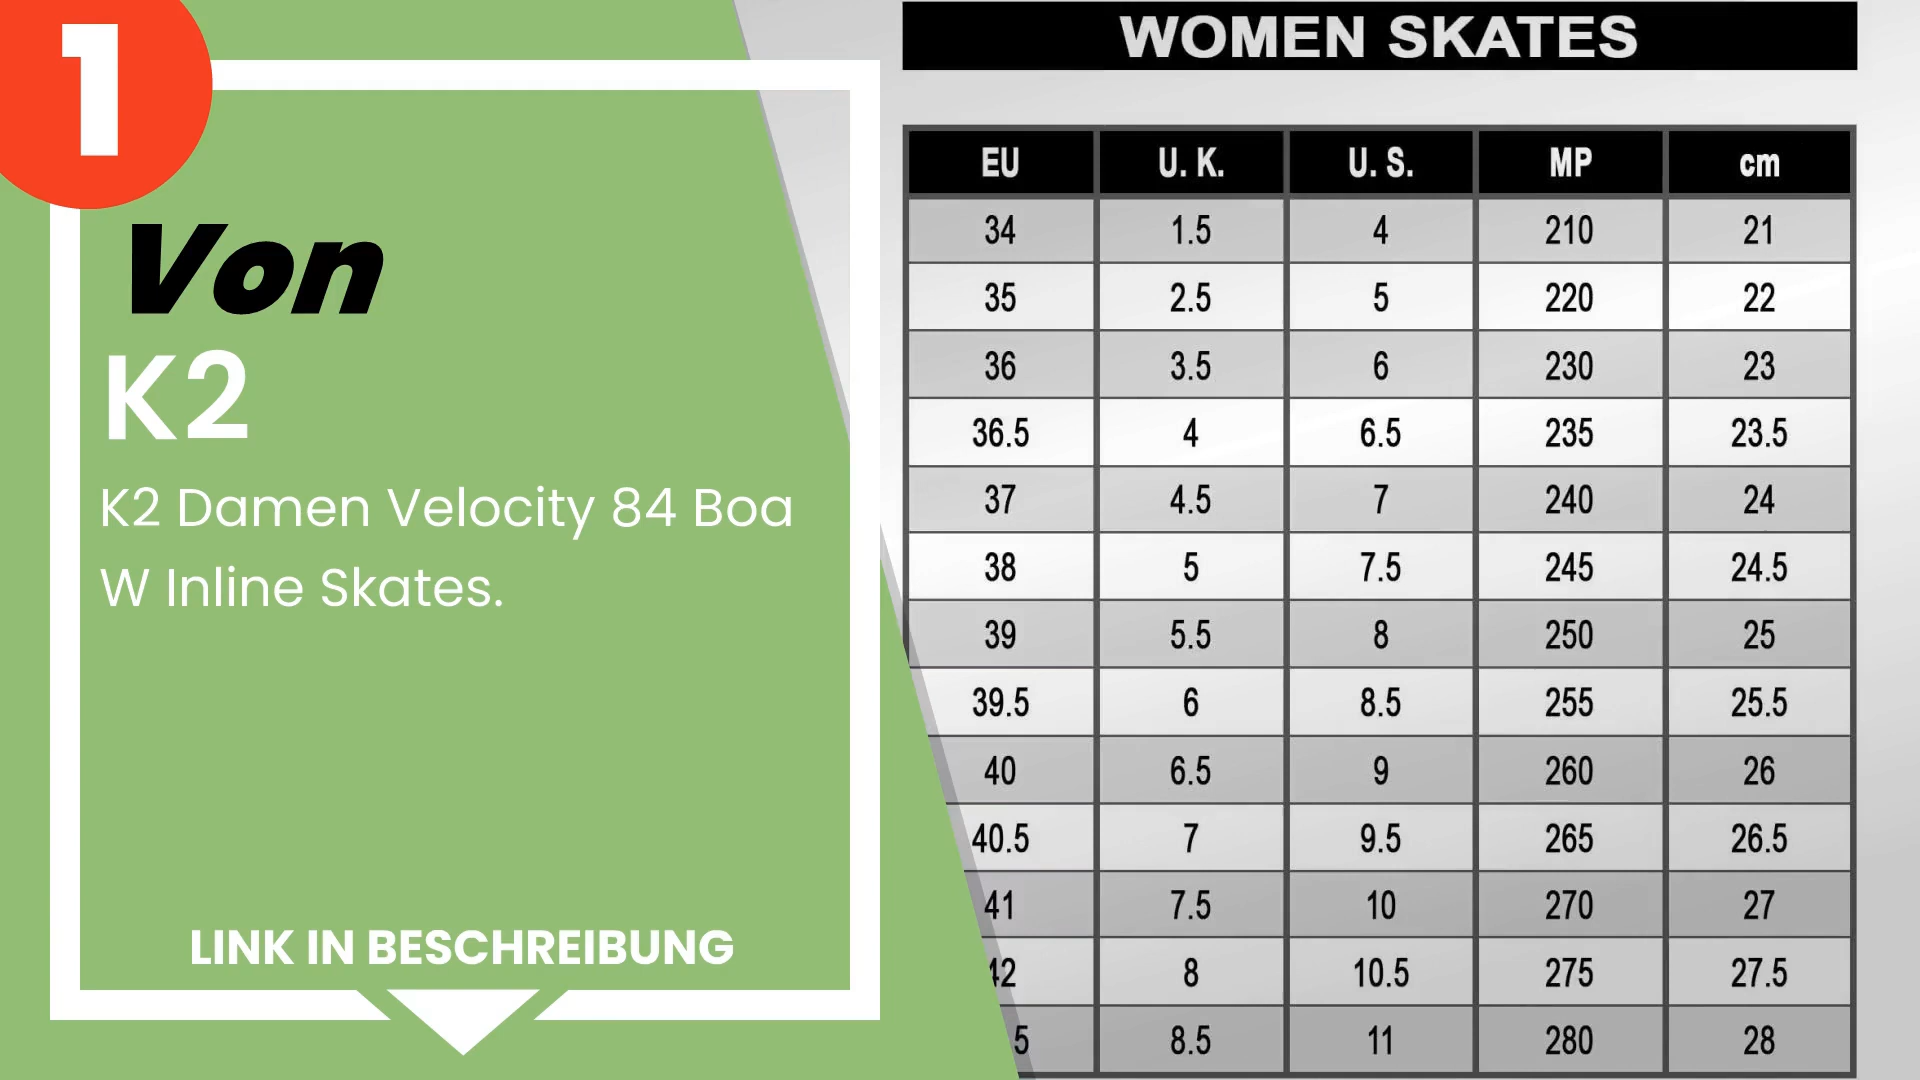 1
Von
K2
K2 Damen Velocity 84 Boa
W Inline Skates.
LINK IN BESCHREIBUNG
WOMEN SKATES
EU U. K. U. S. MP cm
34 1.5 4 210 21
35 2.5 5 220 22
36 3.5 6 230 23
36.5 4 6.5 235 23.5
37 4.5 7 240 24
38 5 7.5 245 24.5
39 5.5 8 250 25
39.5 6 8.5 255 25.5
40 6.5 9 260 26
40.5 7 9.5 265 26.5
41 7.5 10 270 27
42 8 10.5 275 27.5
5 8.5 11 280 28